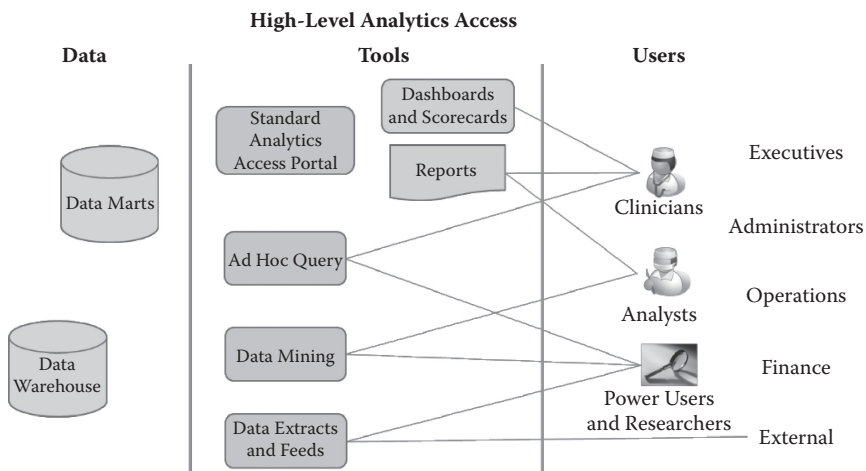 High-Level Analytics Access
Data
Tools
Users
Data Marts
Data
Warehouse
Standard
Analytics
Access Portal
Dashboards
and Scorecards
Reports
Ad Hoc Query
Data Mining
Data Extracts
and Feeds
Clinicians
Analysts
Power Users
and Researchers
Executives
Administrators
Operations
Finance
External